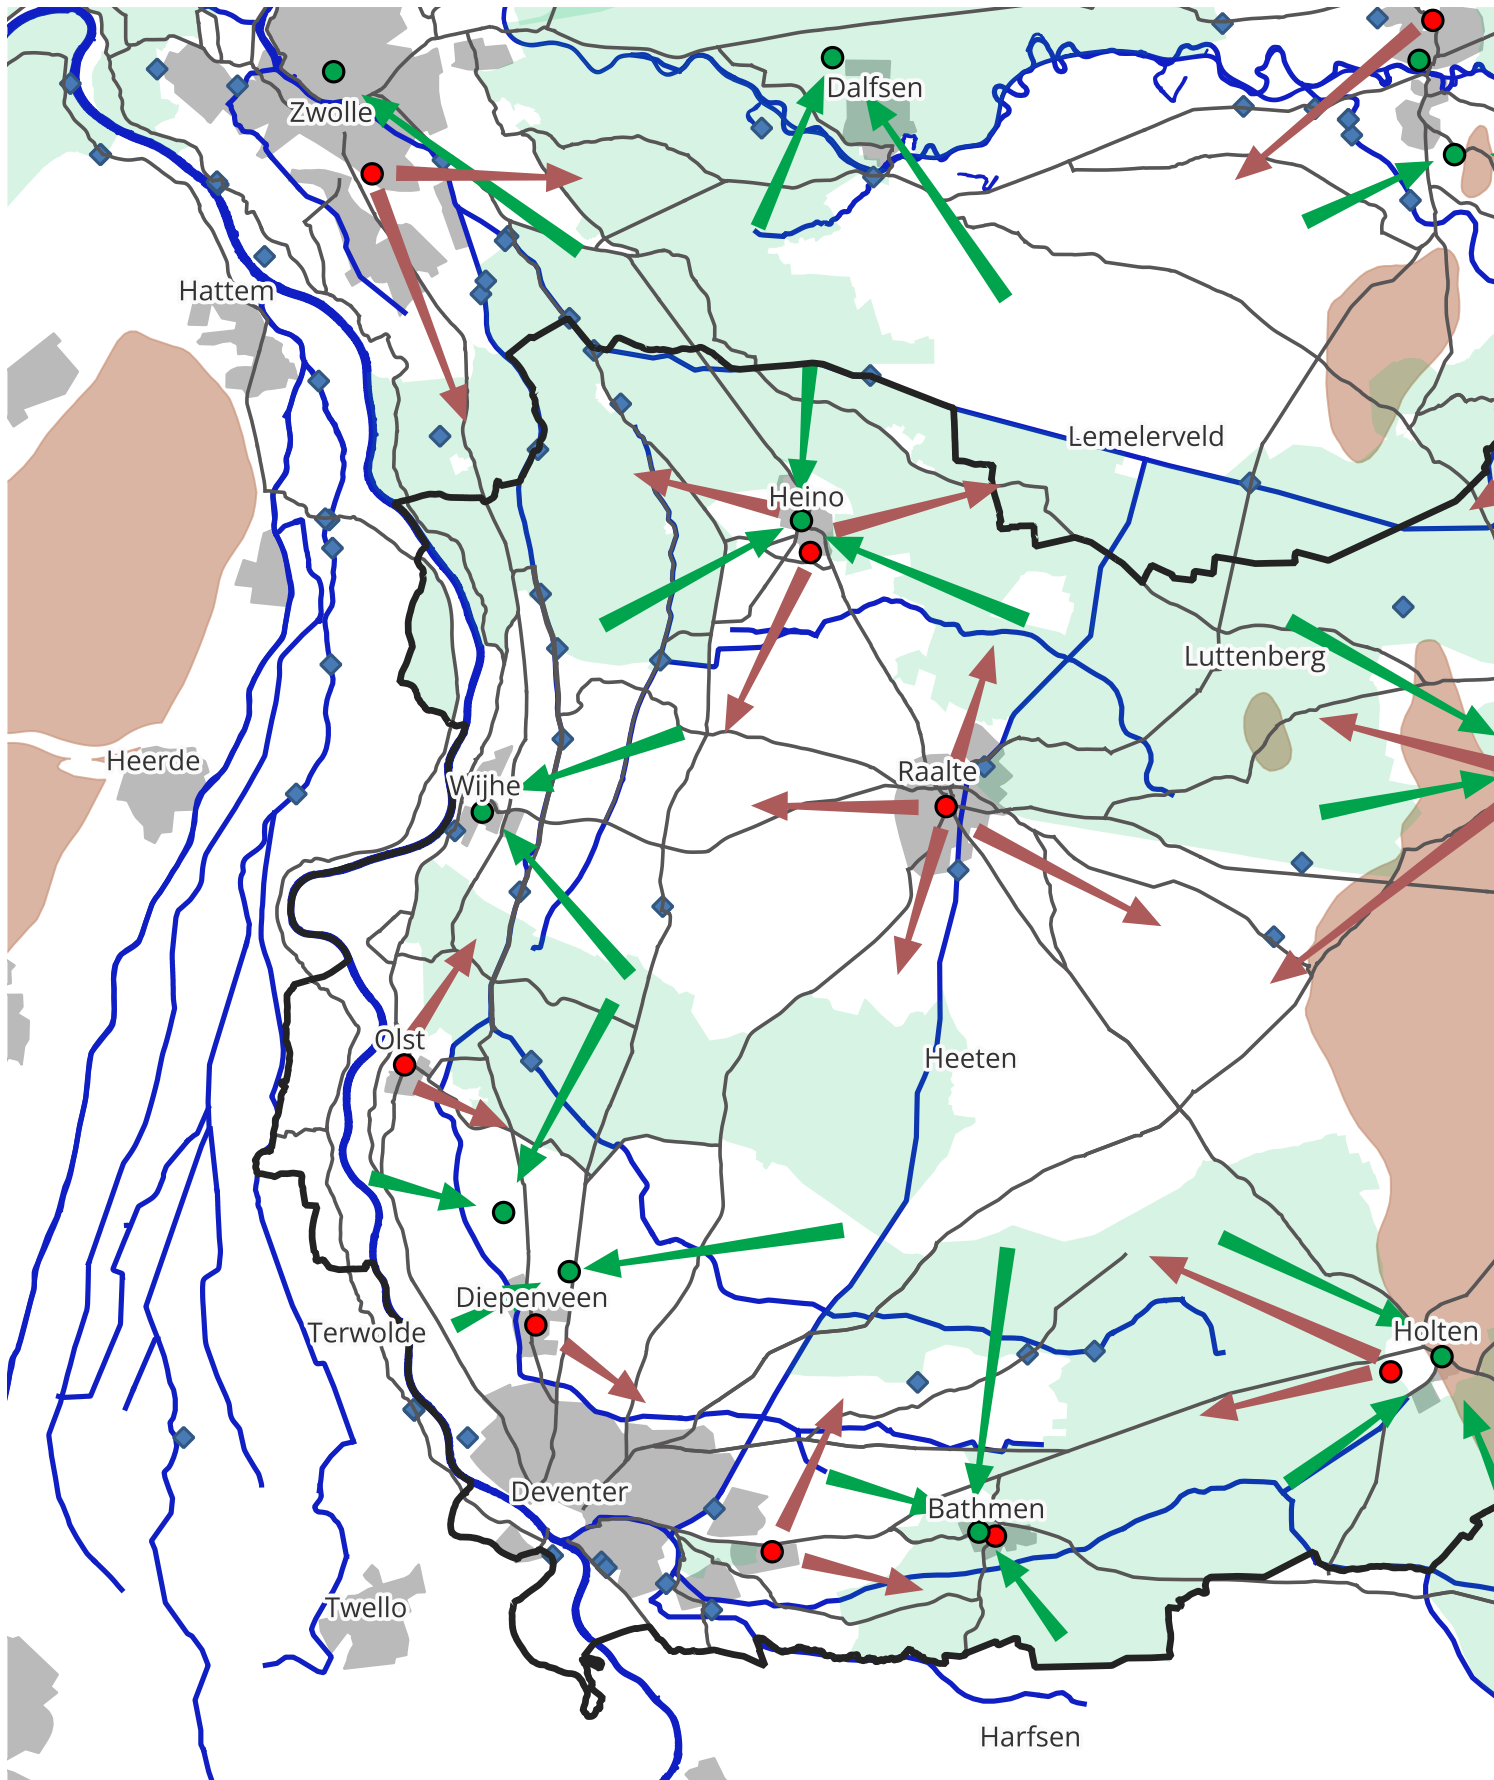 Dalfsen
Zwolle
Hattem
Lemelerveld
Heino
Luttenberg
Heerde
Raalte
Wijhe
Olst
Heeten
Diepenveen
Terwolde
Holten
Deventer
Bathmen
Twello
Harfsen